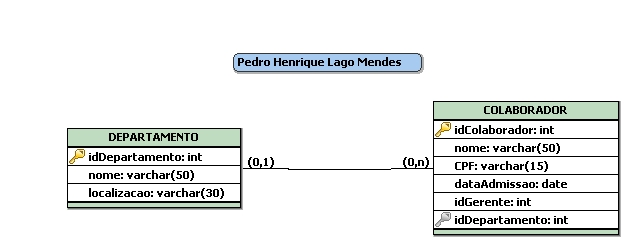 Pedro Henrique Lago Mendes
DEPARTAMENTO
idDepartamento: int
nome: varchar(50)
localizacao: varchar(30)
(0,1)
(0,n)
COLABORADOR
idColaborador: int
nome: varchar(50)
CPF: varchar(15)
dataAdmissao: date
idGerente: int
idDepartamento: int